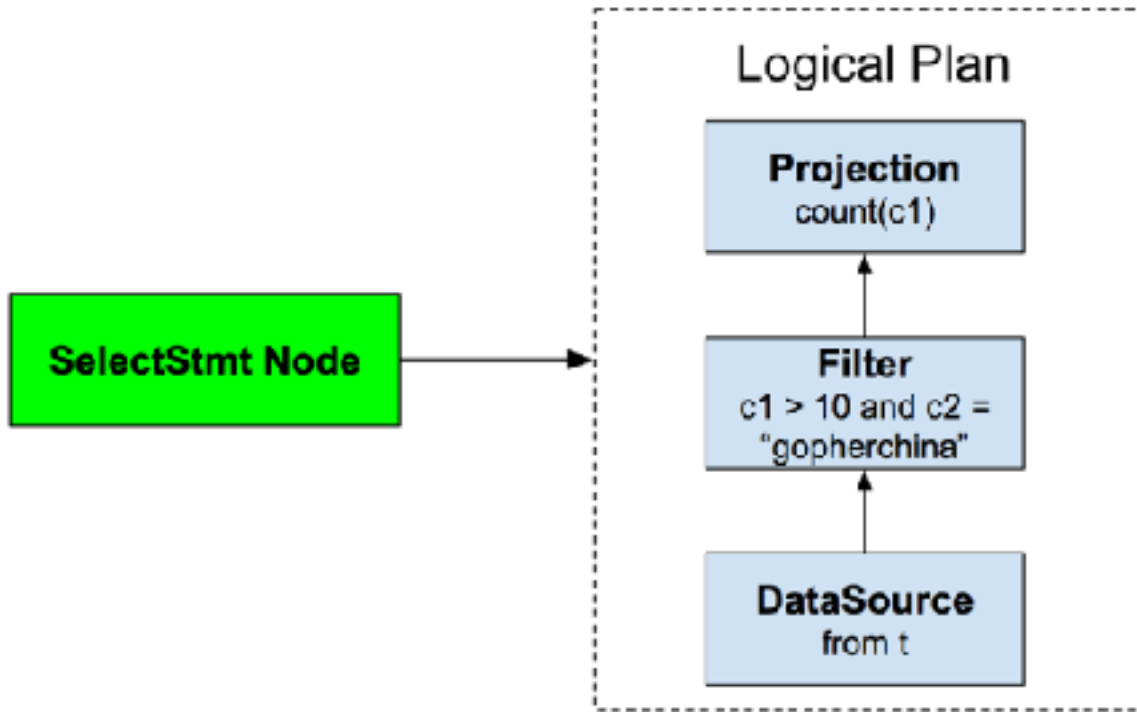 Logical Plan
Projection
count(c1)
SelectStmt Node
Filter
c1 > 10 and c2 =
“gopherchina”
DataSource
from t